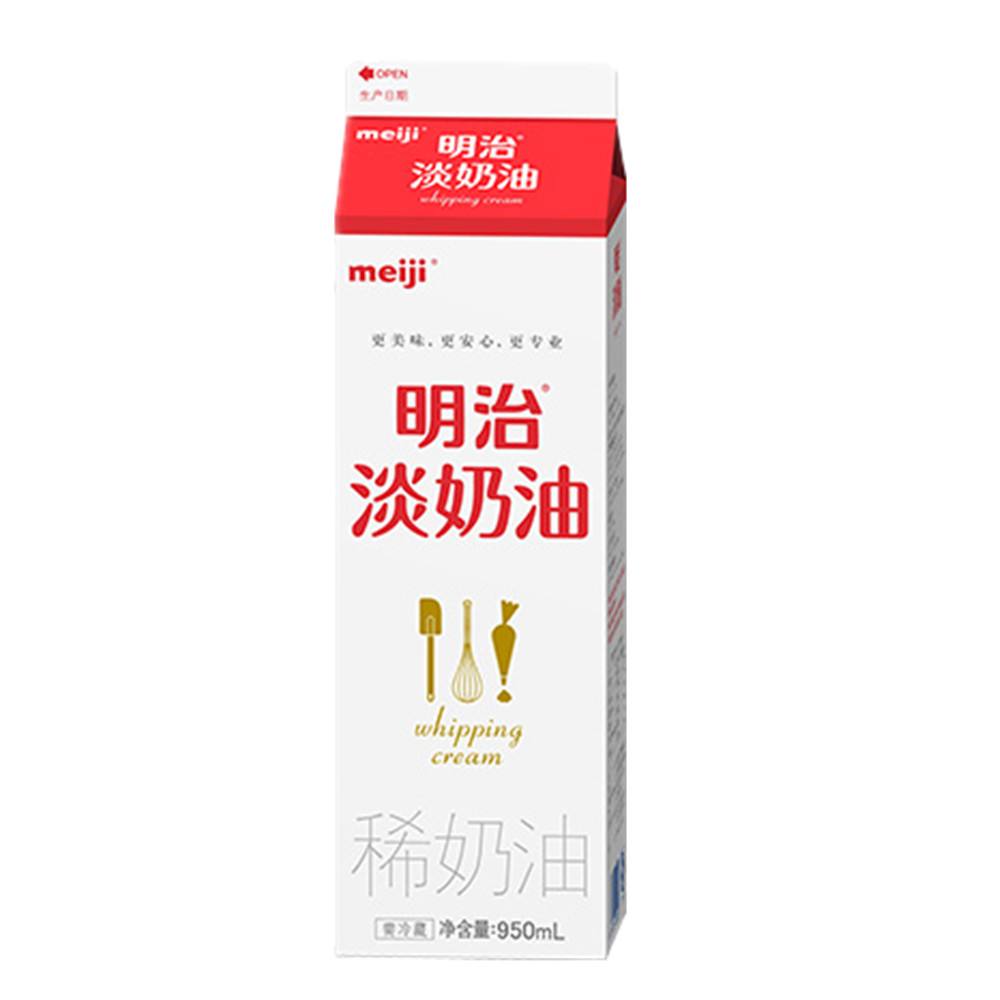 OPEN
生产日期
meiji
明治®
淡奶油
whipping cream
meiji®
更美味,更安心,更专业
明治®
淡奶油
whipping
cream
稀奶油
需冷藏 净含量:950mL